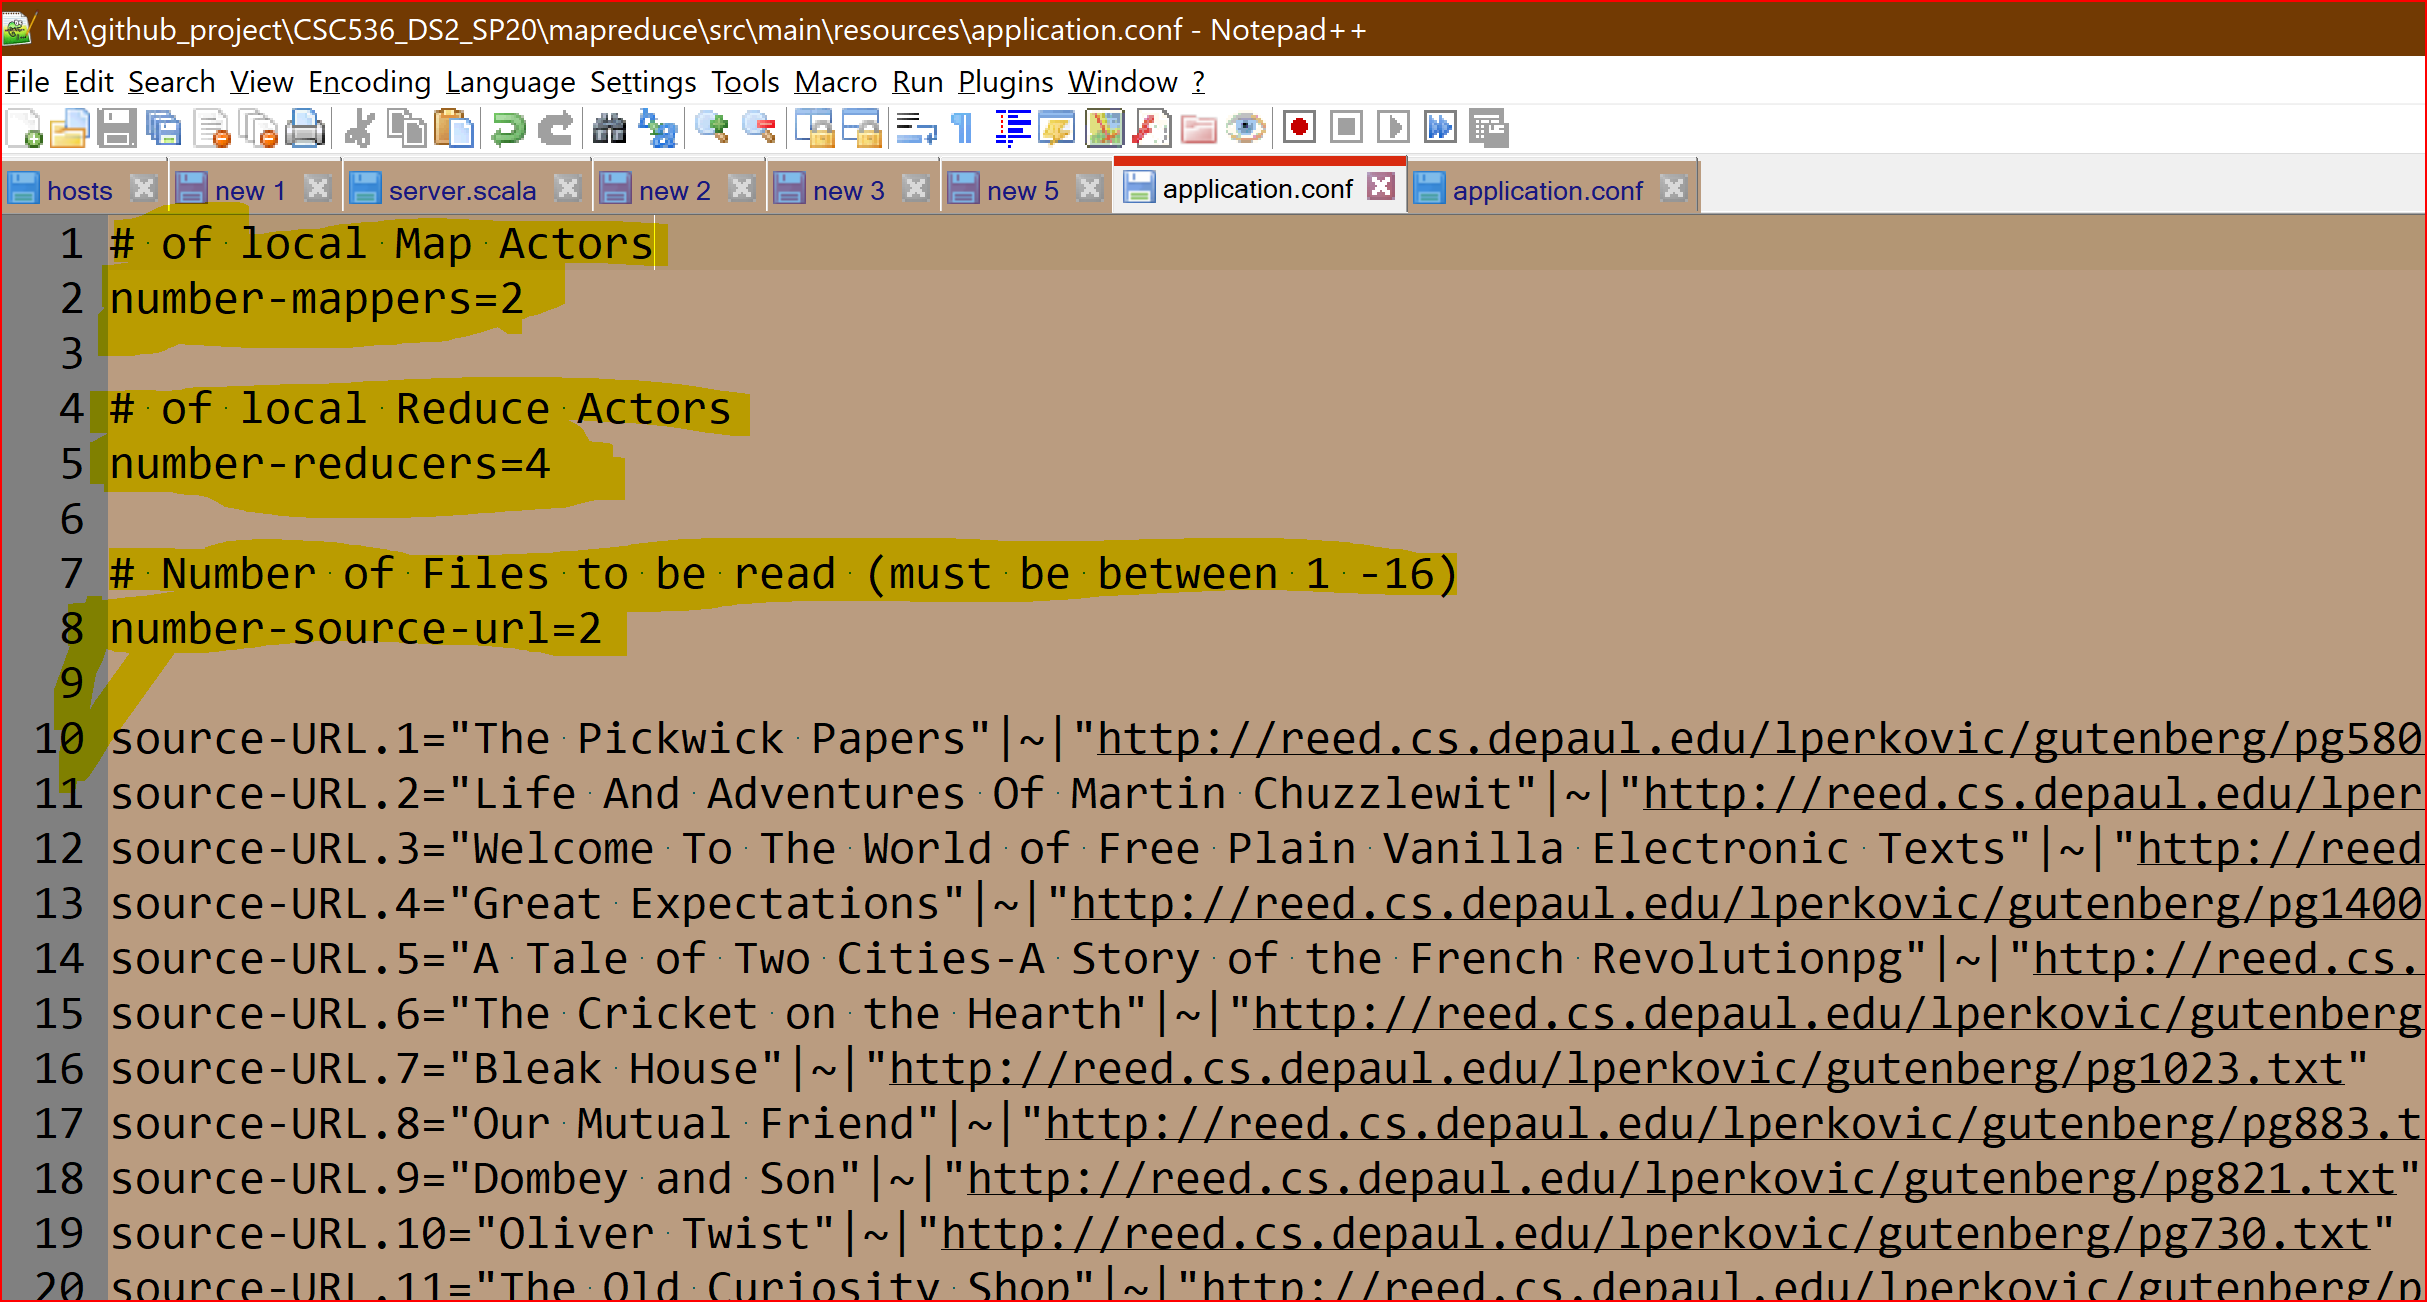 M:\github_project\CSC536_DS2_SP20\mapreduce\src\main\resources\application.conf - Notepad++
File Edit Search View Encoding Language Settings Tools Macro Run Plugins Window ?
hosts new 1 server.scala new 2 new 3 new 5 application.conf application.conf
1 # of local Map Actors
2 number-mappers=2
3
4 # of local Reduce Actors
5 number-reducers=4
6
7 # Number of Files to be read (must be between 1 -16)
8 number-source-url=2
9
10 source-URL.1="The Pickwick Papers"|~|"http://reed.cs.depaul.edu/lperkovic/gutenberg/pg580
11 source-URL.2="Life And Adventures Of Martin Chuzzlewit"|~|"http://reed.cs.depaul.edu/lper
12 source-URL.3="Welcome To The World of Free Plain Vanilla Electronic Texts"|~|"http://reed
13 source-URL.4="Great Expectations"|~|"http://reed.cs.depaul.edu/lperkovic/gutenberg/pg1400
14 source-URL.5="A Tale of Two Cities-A Story of the French Revolutionpg"|~|"http://reed.cs.
15 source-URL.6="The Cricket on the Hearth"|~|"http://reed.cs.depaul.edu/lperkovic/gutenberg
16 source-URL.7="Bleak House"|~|"http://reed.cs.depaul.edu/lperkovic/gutenberg/pg1023.txt"
17 source-URL.8="Our Mutual Friend"|~|"http://reed.cs.depaul.edu/lperkovic/gutenberg/pg883.t
18 source-URL.9="Dombey and Son"|~|"http://reed.cs.depaul.edu/lperkovic/gutenberg/pg821.txt"
19 source-URL.10="Oliver Twist"|~|"http://reed.cs.depaul.edu/lperkovic/gutenberg/pg730.txt"
20 source-URL.11="The Old Curiosity Shop"|~|"http://reed.cs.depaul.edu/lperkovic/gutenberg/p